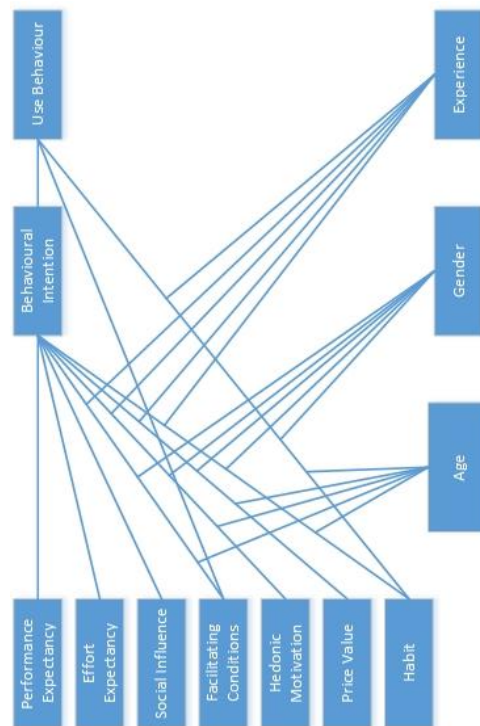 Performance
Expectancy
Effort
Expectancy
Social Influence
Facilitating
Conditions
Hedonic
Motivation
Price Value
Habit
Behavioural
Intention
Use Behaviour
Age
Gender
Experience